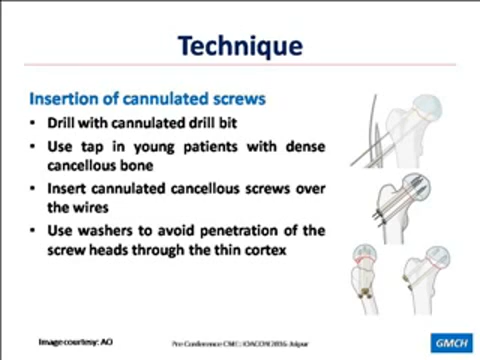 Technique
Insertion of cannulated screws
• Drill with cannulated drill bit
• Use tap in young patients with dense
cancellous bone
• Insert cannulated cancellous screws over
the wires
• Use washers to avoid penetration of the
screw heads through the thin cortex
Image courtesy: AO
Pre Conference CME: IOACON 2016 Jaipur
GMCH